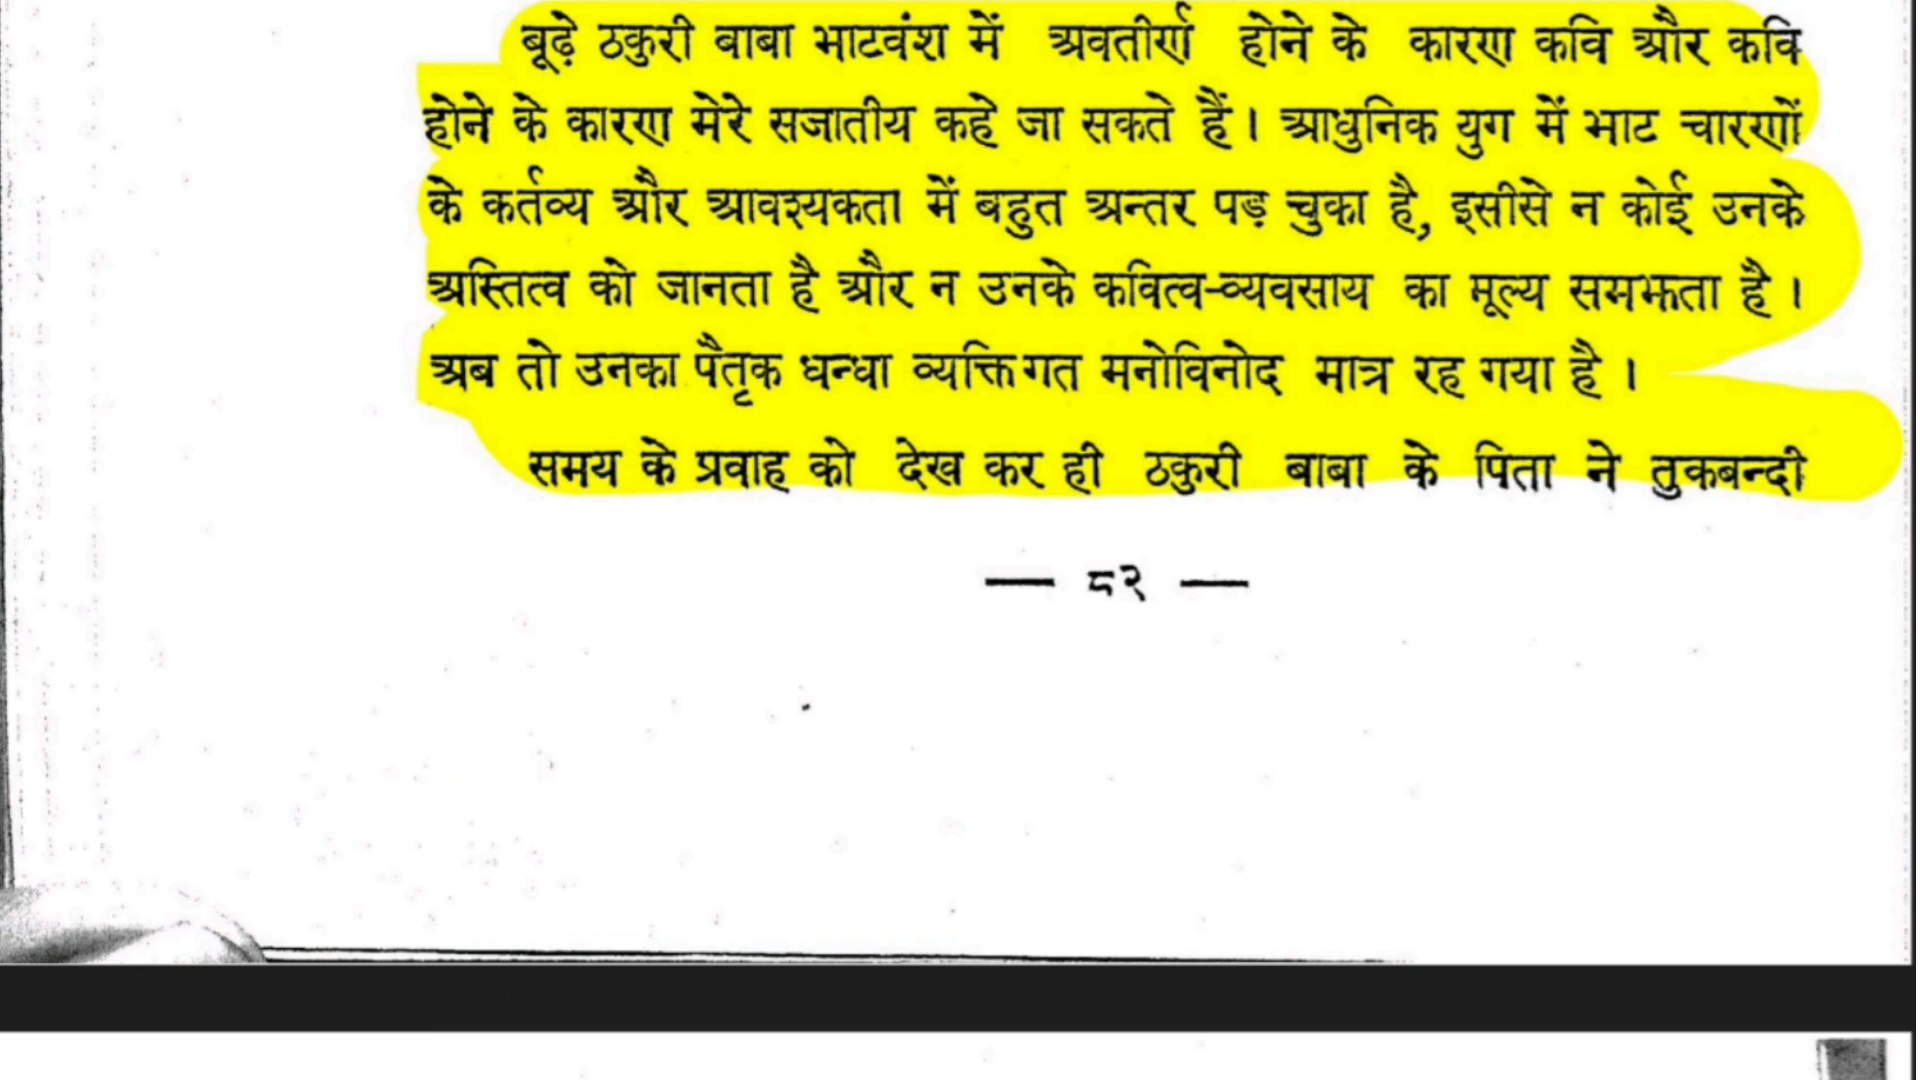 बूढ़े ठकुरी बाबा भाटवंश में अवतीर्ण होने के कारण कवि और कवि
होने के कारण मेरे सजातीय कहे जा सकते हैं। आधुनिक युग में भाट चारणों
के कर्तव्य और आवश्यकता में बहुत अन्तर पड़ चुका है, इसीसे न कोई उनके
अस्तित्व को जानता है और न उनके कवित्व-व्यवसाय का मूल्य समझता है।
अब तो उनका पैतृक धन्धा व्यक्तिगत मनोविनोद मात्र रह गया है।
समय के प्रवाह को देख कर ही ठकुरी बाबा के पिता ने तुकबन्दी
— ८२ —